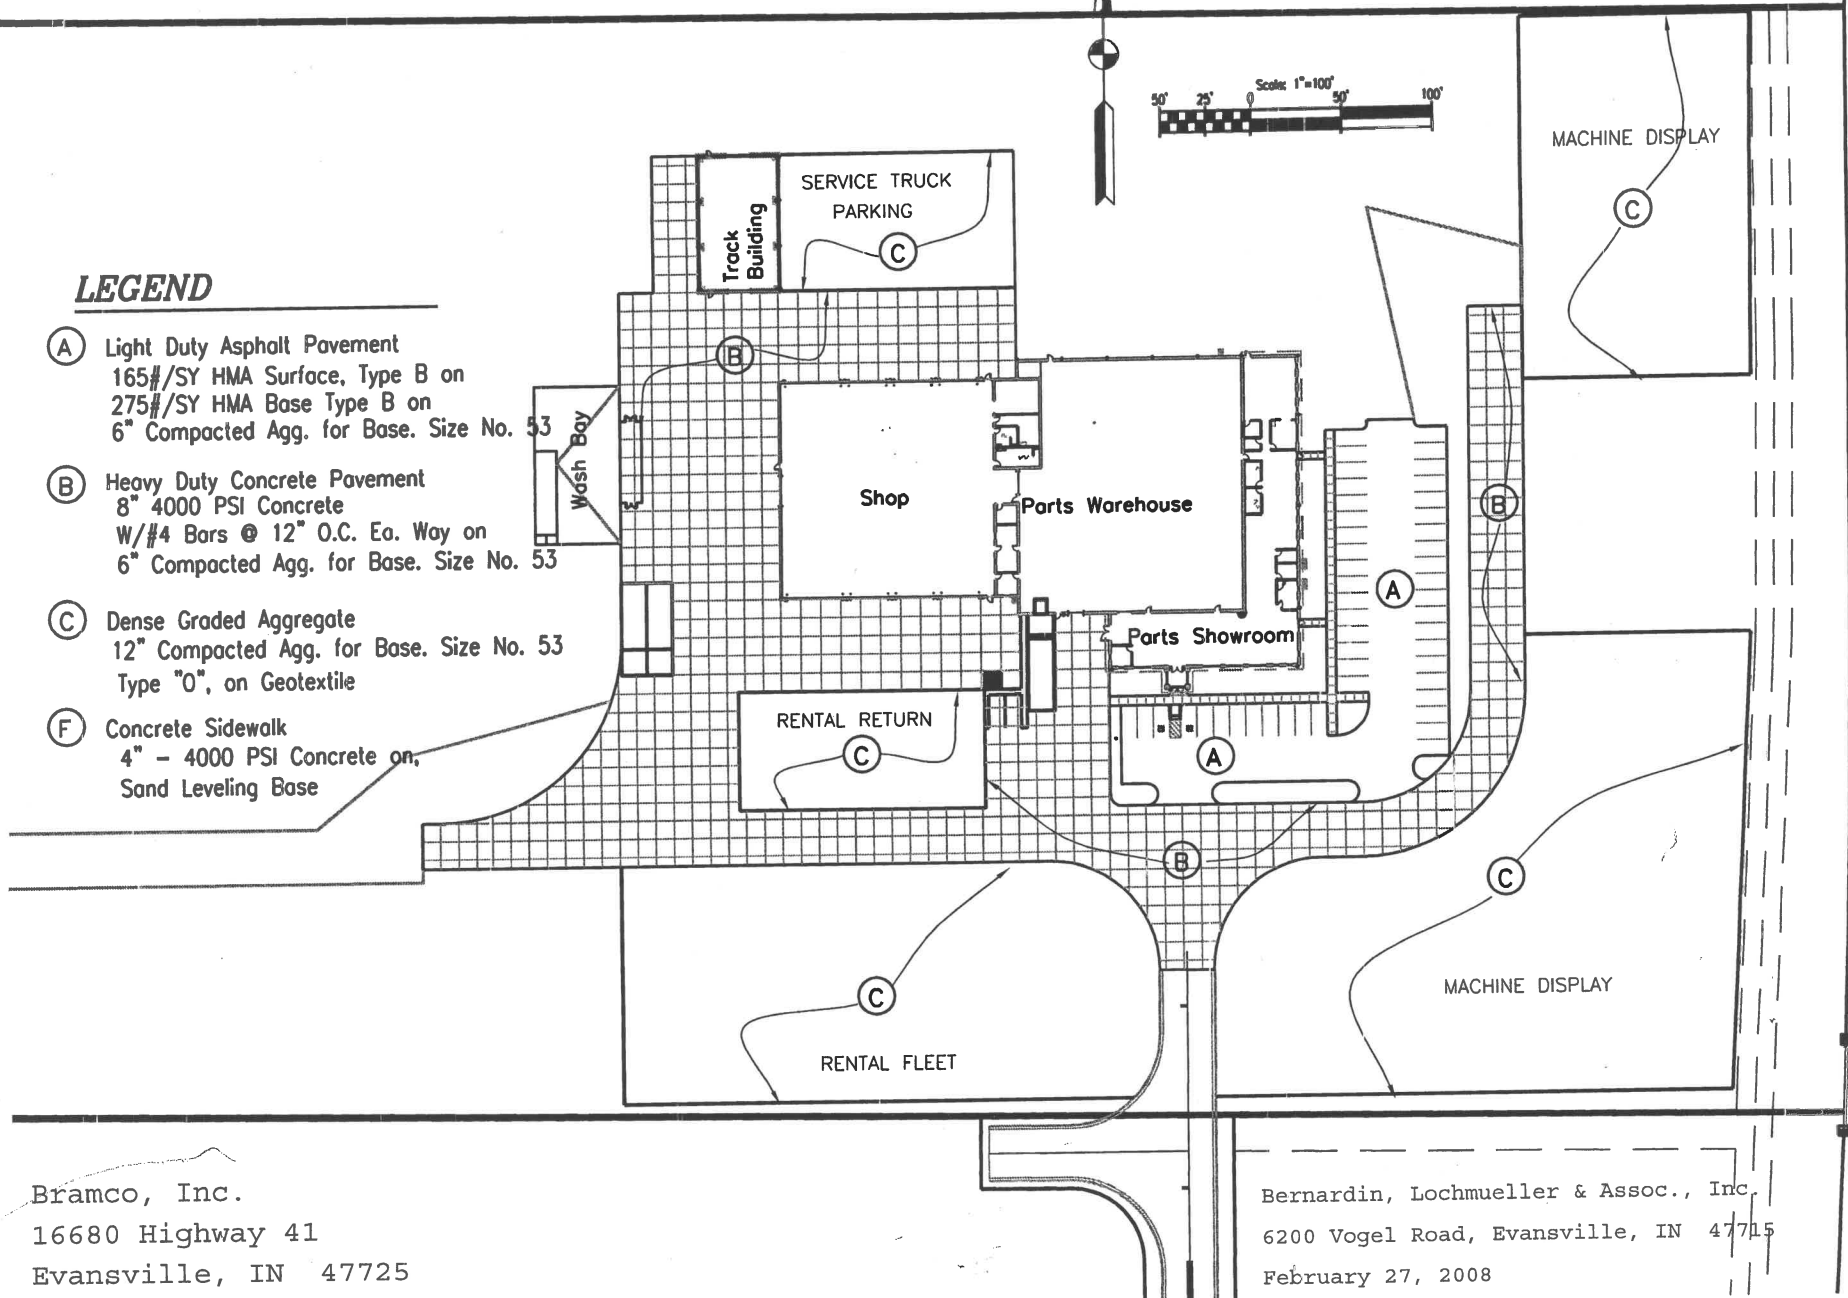 Scale: 1"=100'
50' 25' 0 50' 100'
MACHINE DISPLAY
C
SERVICE TRUCK
PARKING
C
Track
Building
LEGEND
A Light Duty Asphalt Pavement
165#/SY HMA Surface, Type B on
275#/SY HMA Base Type B on
6" Compacted Agg. for Base. Size No. 53
B Heavy Duty Concrete Pavement
8" 4000 PSI Concrete
W/#4 Bars @ 12" O.C. Ea. Way on
6" Compacted Agg. for Base. Size No. 53
C Dense Graded Aggregate
12" Compacted Agg. for Base. Size No. 53
Type "O", on Geotextile
F Concrete Sidewalk
4" - 4000 PSI Concrete on,
Sand Leveling Base
B
Wash Bay
Shop
Parts Warehouse
B
A
Parts Showroom
RENTAL RETURN
C
A
B
C
C
MACHINE DISPLAY
RENTAL FLEET
Bramco, Inc.
16680 Highway 41
Evansville, IN 47725
Bernardin, Lochmueller & Assoc., Inc.
6200 Vogel Road, Evansville, IN 47715
February 27, 2008